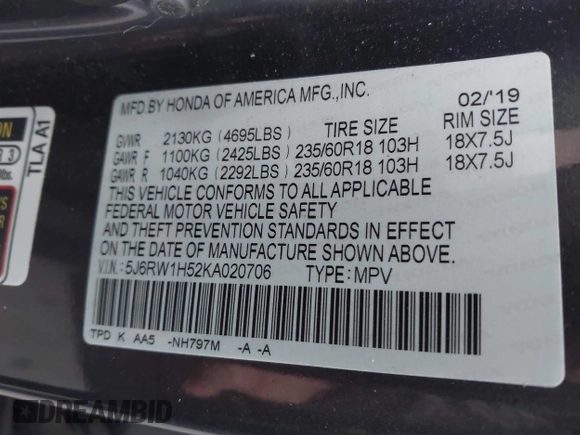 MFD.BY HONDA OF AMERICA MFG.,INC.
02/'19
GVWR 2130KG (4695LBS) TIRE SIZE RIM SIZE
GAWR F 1100KG (2425LBS) 235/60R18 103H 18X7.5J
GAWR R 1040KG (2292LBS) 235/60R18 103H 18X7.5J
THIS VEHICLE CONFORMS TO ALL APPLICABLE
FEDERAL MOTOR VEHICLE SAFETY
AND THEFT PREVENTION STANDARDS IN EFFECT
ON THE DATE OF MANUFACTURE SHOWN ABOVE.
V.I.N.: 5J6RW1H52KA020706 TYPE: MPV
TPD K AA5 -NH797M -A -A
TLA A1
DREAMBID